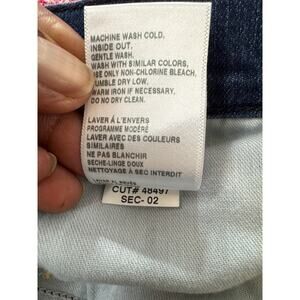 MACHINE WASH COLD,
INSIDE OUT.
GENTLE WASH.
WASH WITH SIMILAR COLORS,
USE ONLY NON-CHLORINE BLEACH,
TUMBLE DRY LOW.
WARM IRON IF NECESSARY.
DO NO DRY CLEAN.
LAVER À L'ENVERS
PROGRAMME MODÉRÉ
LAVER AVEC DES COULEURS
SIMILAIRES
NE PAS BLANCHIR
SECHE-LINGE DOUX
NETTOYAGE À SEC INTERDIT
CUT# 48497
SEC- 02